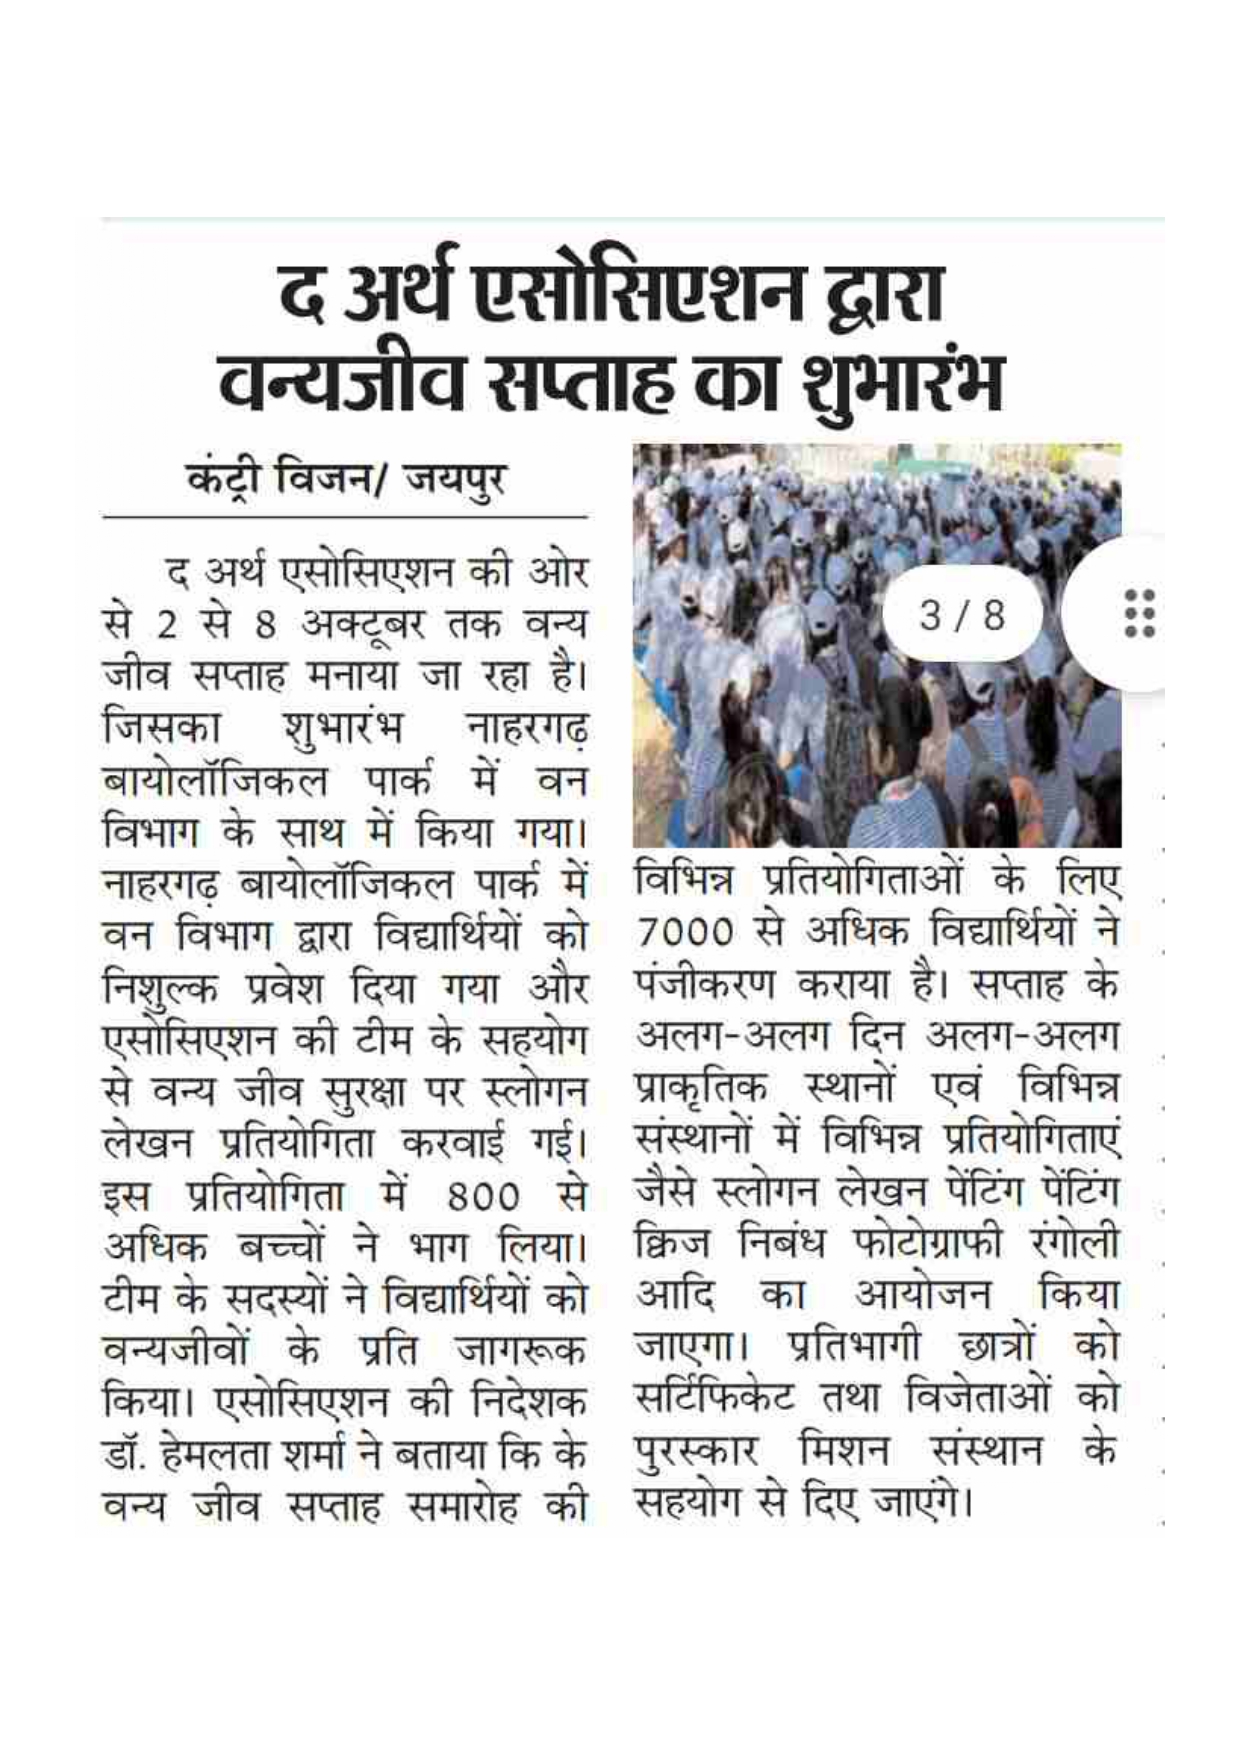 द अर्थ एसोसिएशन द्वारा
वन्यजीव सप्ताह का शुभारंभ
कंट्री विजन/ जयपुर
द अर्थ एसोसिएशन की ओर
से 2 से 8 अक्टूबर तक वन्य
जीव सप्ताह मनाया जा रहा है।
जिसका शुभारंभ नाहरगढ़
बायोलॉजिकल पार्क में वन
विभाग के साथ में किया गया।
नाहरगढ़ बायोलॉजिकल पार्क में
वन विभाग द्वारा विद्यार्थियों को
निशुल्क प्रवेश दिया गया और
एसोसिएशन की टीम के सहयोग
से वन्य जीव सुरक्षा पर स्लोगन
लेखन प्रतियोगिता करवाई गई।
इस प्रतियोगिता में 800 से
अधिक बच्चों ने भाग लिया।
टीम के सदस्यों ने विद्यार्थियों को
वन्यजीवों के प्रति जागरूक
किया। एसोसिएशन की निदेशक
डॉ. हेमलता शर्मा ने बताया कि के
वन्य जीव सप्ताह समारोह की
3 / 8
विभिन्न प्रतियोगिताओं के लिए
7000 से अधिक विद्यार्थियों ने
पंजीकरण कराया है। सप्ताह के
अलग-अलग दिन अलग-अलग
प्राकृतिक स्थानों एवं विभिन्न
संस्थानों में विभिन्न प्रतियोगिताएं
जैसे स्लोगन लेखन पेंटिंग पेंटिंग
क्विज निबंध फोटोग्राफी रंगोली
आदि का आयोजन किया
जाएगा। प्रतिभागी छात्रों को
सर्टिफिकेट तथा विजेताओं को
पुरस्कार मिशन संस्थान के
सहयोग से दिए जाएंगे।